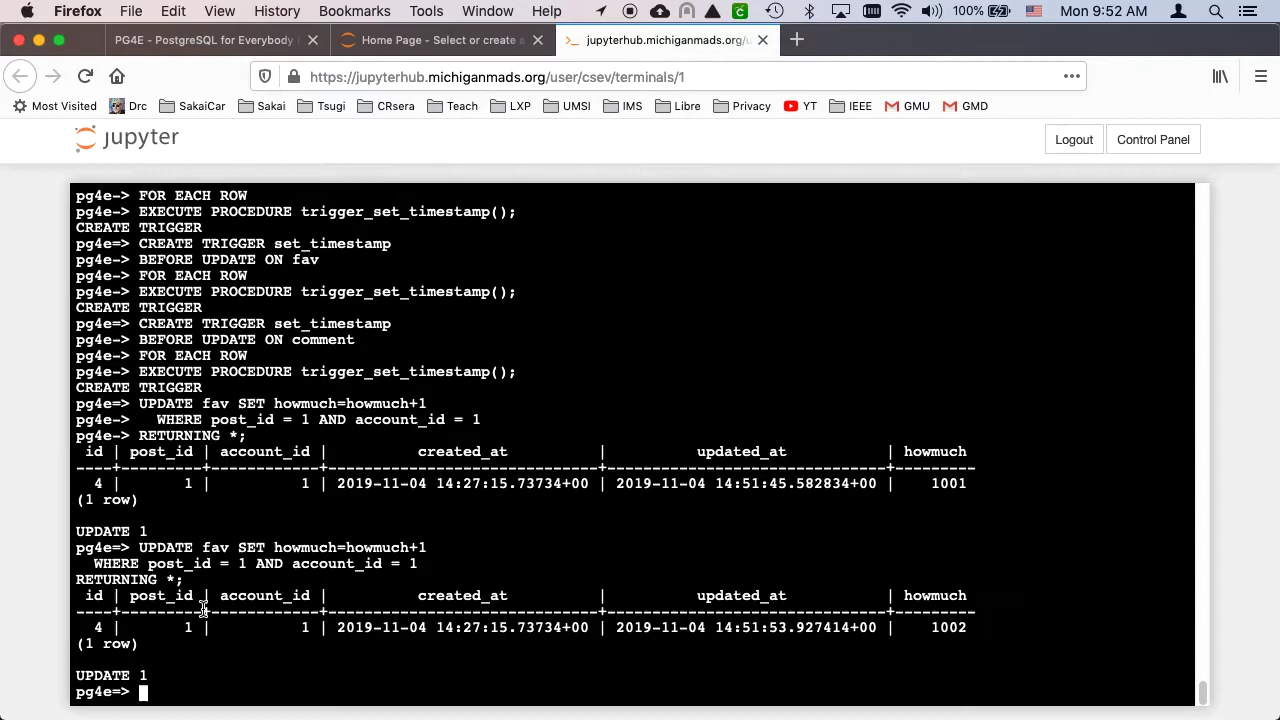 Firefox File Edit View History Bookmarks Tools Window Help 100% Mon 9:52 AM
PG4E - PostgreSQL for Everybody Home Page - Select or create a jupyterhub.michiganmads.org/u
https://jupyterhub.michiganmads.org/user/csev/terminals/1
Most Visited Drc SakaiCar Sakai Tsugi CRsera Teach LXP UMSI IMS Libre Privacy YT IEEE GMU GMD
jupyter Logout Control Panel
pg4e-> FOR EACH ROW
pg4e-> EXECUTE PROCEDURE trigger_set_timestamp();
CREATE TRIGGER
pg4e=> CREATE TRIGGER set_timestamp
pg4e-> BEFORE UPDATE ON fav
pg4e-> FOR EACH ROW
pg4e-> EXECUTE PROCEDURE trigger_set_timestamp();
CREATE TRIGGER
pg4e=> CREATE TRIGGER set_timestamp
pg4e-> BEFORE UPDATE ON comment
pg4e-> FOR EACH ROW
pg4e-> EXECUTE PROCEDURE trigger_set_timestamp();
CREATE TRIGGER
pg4e=> UPDATE fav SET howmuch=howmuch+1
pg4e->   WHERE post_id = 1 AND account_id = 1
pg4e-> RETURNING *;
 id | post_id | account_id |          created_at           |          updated_at           | howmuch
----+---------+------------+-------------------------------+-------------------------------+---------
  4 |       1 |          1 | 2019-11-04 14:27:15.73734+00 | 2019-11-04 14:51:45.582834+00 |    1001
(1 row)
UPDATE 1
pg4e=> UPDATE fav SET howmuch=howmuch+1
  WHERE post_id = 1 AND account_id = 1
RETURNING *;
 id | post_id | account_id |          created_at           |          updated_at           | howmuch
----+---------+------------+-------------------------------+-------------------------------+---------
  4 |       1 |          1 | 2019-11-04 14:27:15.73734+00 | 2019-11-04 14:51:53.927414+00 |    1002
(1 row)
UPDATE 1
pg4e=>